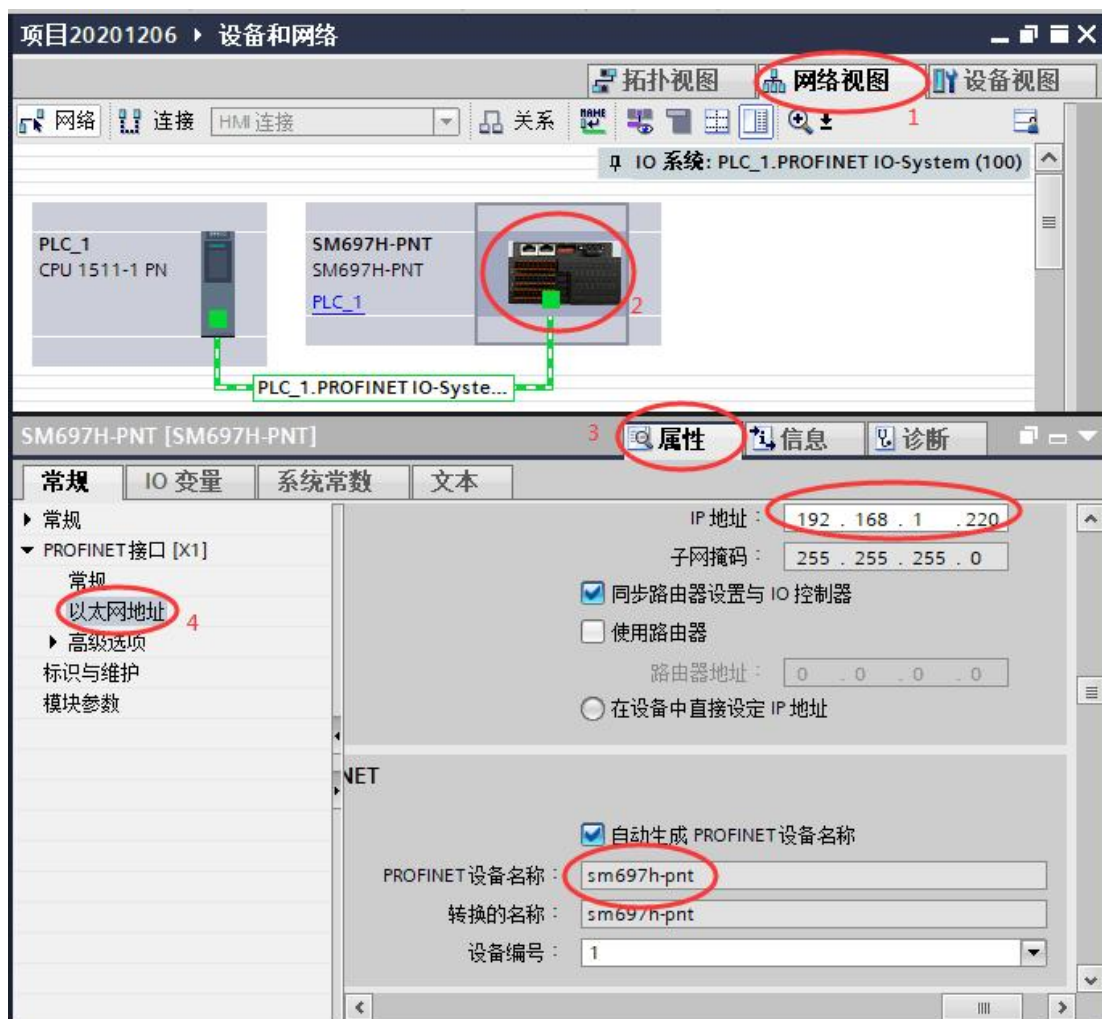 项目20201206 ▸ 设备和网络
拓扑视图 网络视图 设备视图
1
网络 连接 HMI 连接 关系
IO 系统: PLC_1.PROFINET IO-System (100)
PLC_1
CPU 1511-1 PN
SM697H-PNT
SM697H-PNT
PLC_1
2
PLC_1.PROFINET IO-Syste...
SM697H-PNT [SM697H-PNT]
3 属性 信息 诊断
常规 IO 变量 系统常数 文本
常规
PROFINET接口 [X1]
常规
以太网地址 4
高级选项
标识与维护
模块参数
IP 地址： 192 . 168 . 1 . 220
子网掩码： 255 . 255 . 255 . 0
同步路由器设置与 IO 控制器
使用路由器
路由器地址： 0 . 0 . 0 . 0
在设备中直接设定 IP 地址
NET
自动生成 PROFINET设备名称
PROFINET设备名称： sm697h-pnt
转换的名称： sm697h-pnt
设备编号： 1